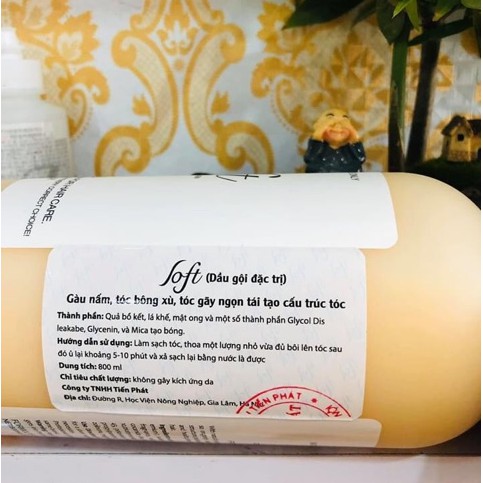 HAIR CARE.
CORRECT CHOICE!
Soft (Dầu gội đặc trị)
Gàu nấm, tóc bông xù, tóc gãy ngọn tái tạo cấu trúc tóc
Thành phần: Quả bồ kết, lá khế, mật ong và một số thành phần Glycol Dis
leakabe, Glycenin, và Mica tạo bóng.
Hướng dẫn sử dụng: Làm sạch tóc, thoa một lượng nhỏ vừa đủ bôi lên tóc sau
đó ủ lại khoảng 5-10 phút và xả sạch lại bằng nước là được
Dung tích: 800 ml
Chỉ tiêu chất lượng: không gây kích ứng da
Công ty TNHH Tiến Phát
Địa chỉ: Đường R, Học Viện Nông Nghiệp, Gia Lâm, Hà
TIẾN PHÁT